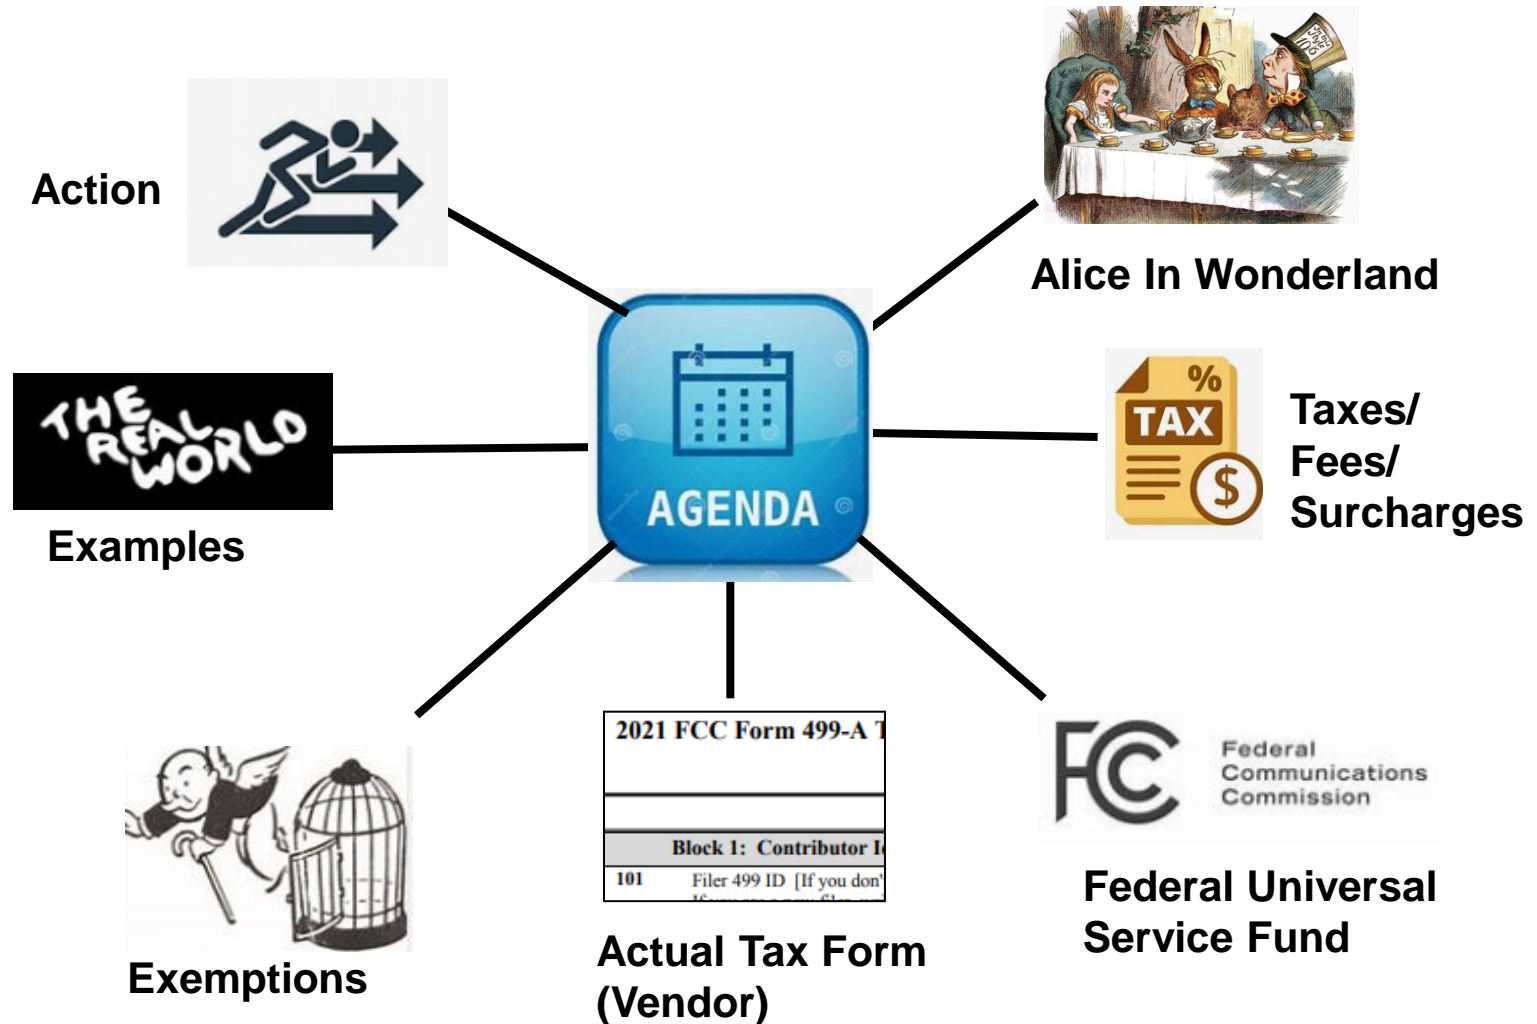 Action
Alice In Wonderland
THE
REAL
WORLD
Examples
AGENDA
%
TAX
$
Taxes/
Fees/
Surcharges
2021 FCC Form 499-A
Block 1: Contributor
101 Filer 499 ID [If you don'
FCC
Federal
Communications
Commission
Federal Universal
Service Fund
Exemptions
Actual Tax Form
(Vendor)